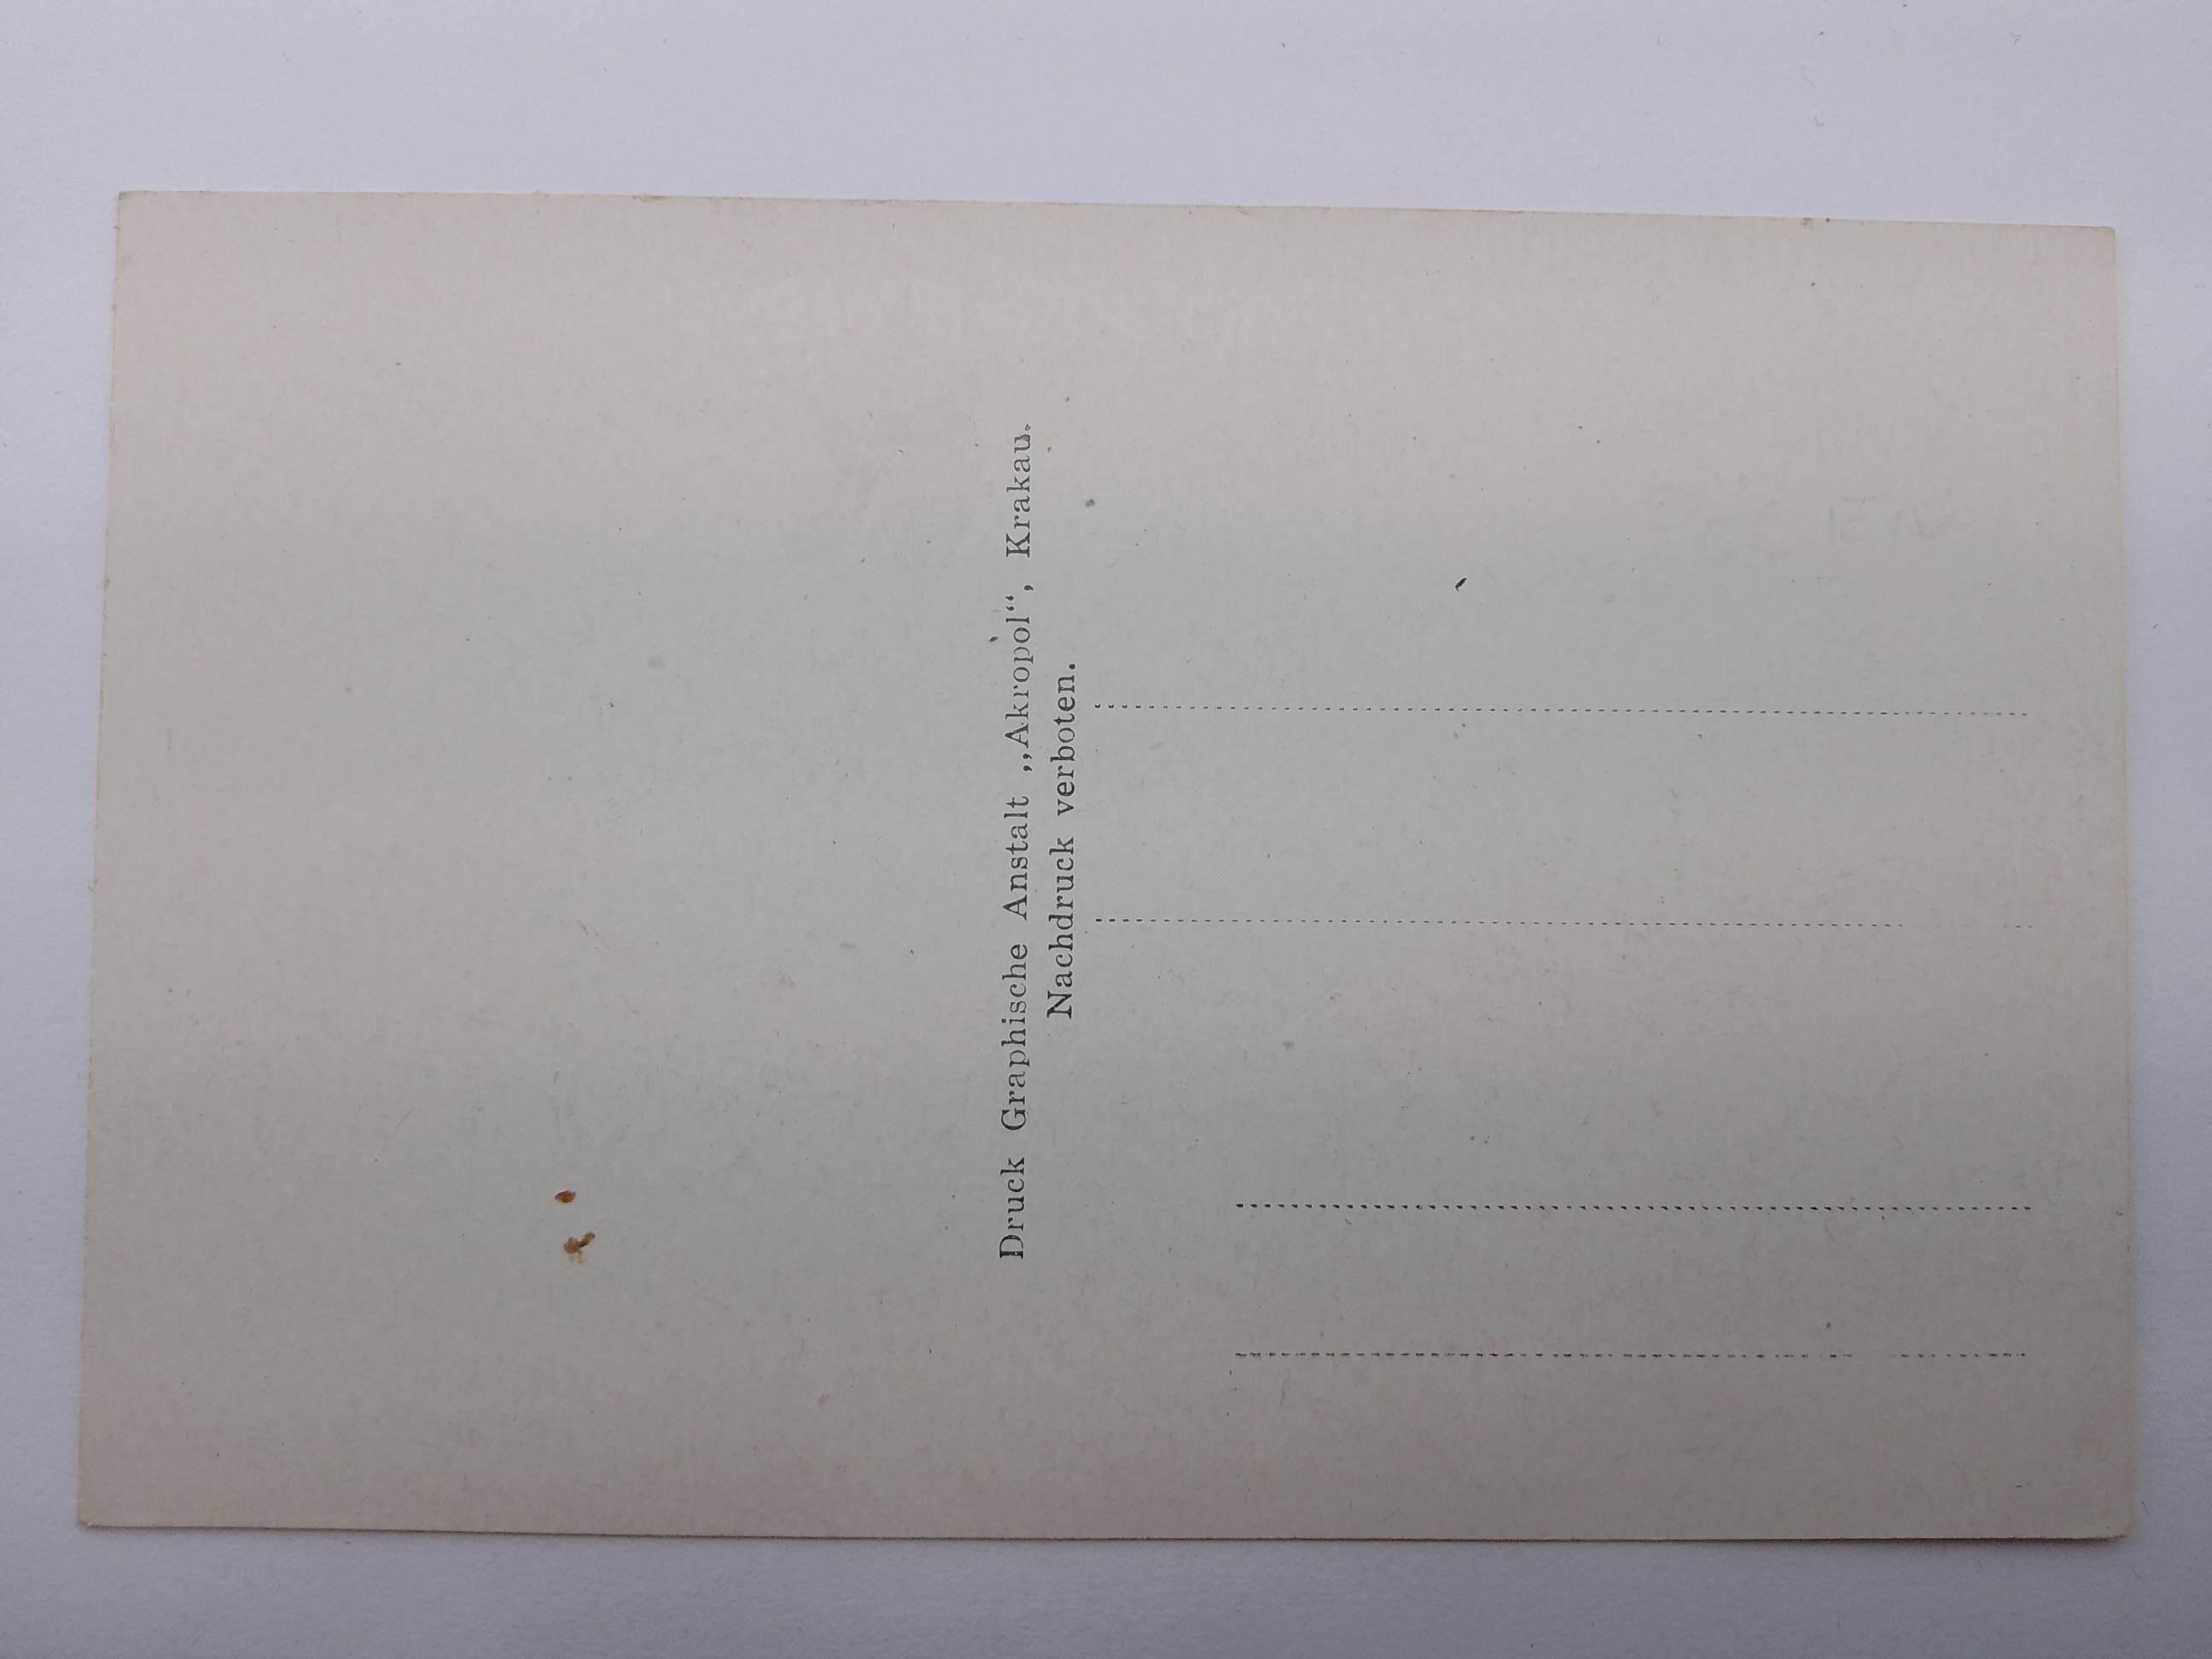 Druck Graphische Anstalt „Akropol“, Krakau.
Nachdruck verboten.